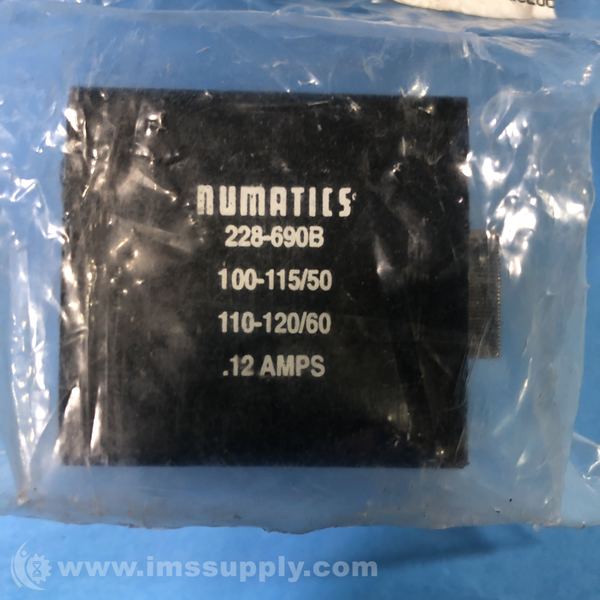 NUMATICS
228-690B
100-115/50
110-120/60
.12 AMPS
www.imssupply.com